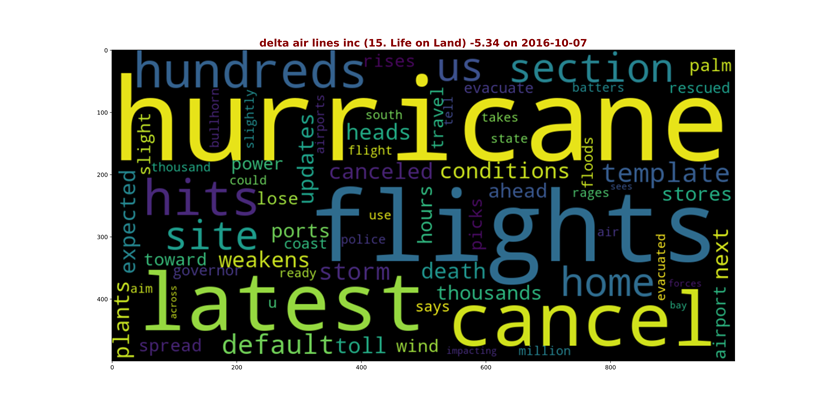 delta air lines inc (15. Life on Land) -5.34 on 2016-10-07
0
100
200
300
400
0 200 400 600 800
hundreds rises us section palm
evacuate batters rescued
hurricane
bullhorn slightly airports south travel tell takes
slight updates heads state floods
flight
thousand power canceled conditions template
could
expected hits lose ahead rages sees stores
flights
use hours picks
site ports coast police air
toward weakens next
governor ready storm death home evacuated forces
plants aim latest thousands
across u says cancel bay airport
spread default toll wind impacting million